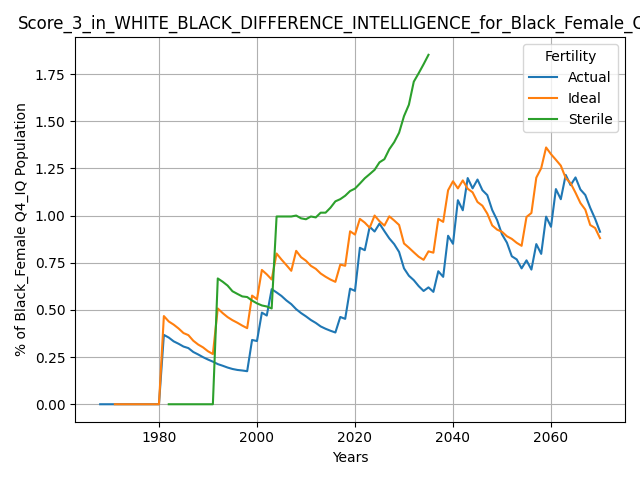 Score_3_in_WHITE_BLACK_DIFFERENCE_INTELLIGENCE_for_Black_Female_
Fertility
Actual
Ideal
Sterile
% of Black_Female Q4_IQ Population
1.75
1.50
1.25
1.00
0.75
0.50
0.25
0.00
1980 2000 2020 2040 2060
Years